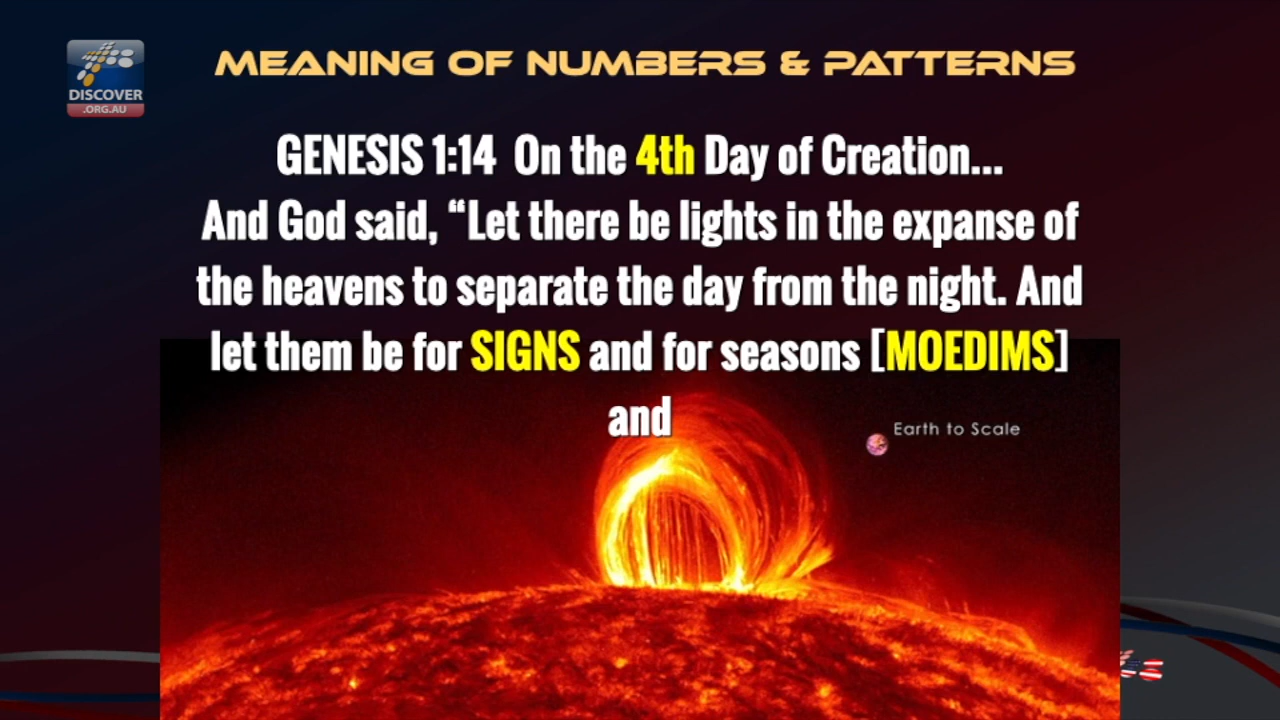 MEANING OF NUMBERS & PATTERNS
DISCOVER
.ORG.AU
GENESIS 1:14 On the 4th Day of Creation...
And God said, “Let there be lights in the expanse of
the heavens to separate the day from the night. And
let them be for SIGNS and for seasons [MOEDIMS]
and
Earth to Scale